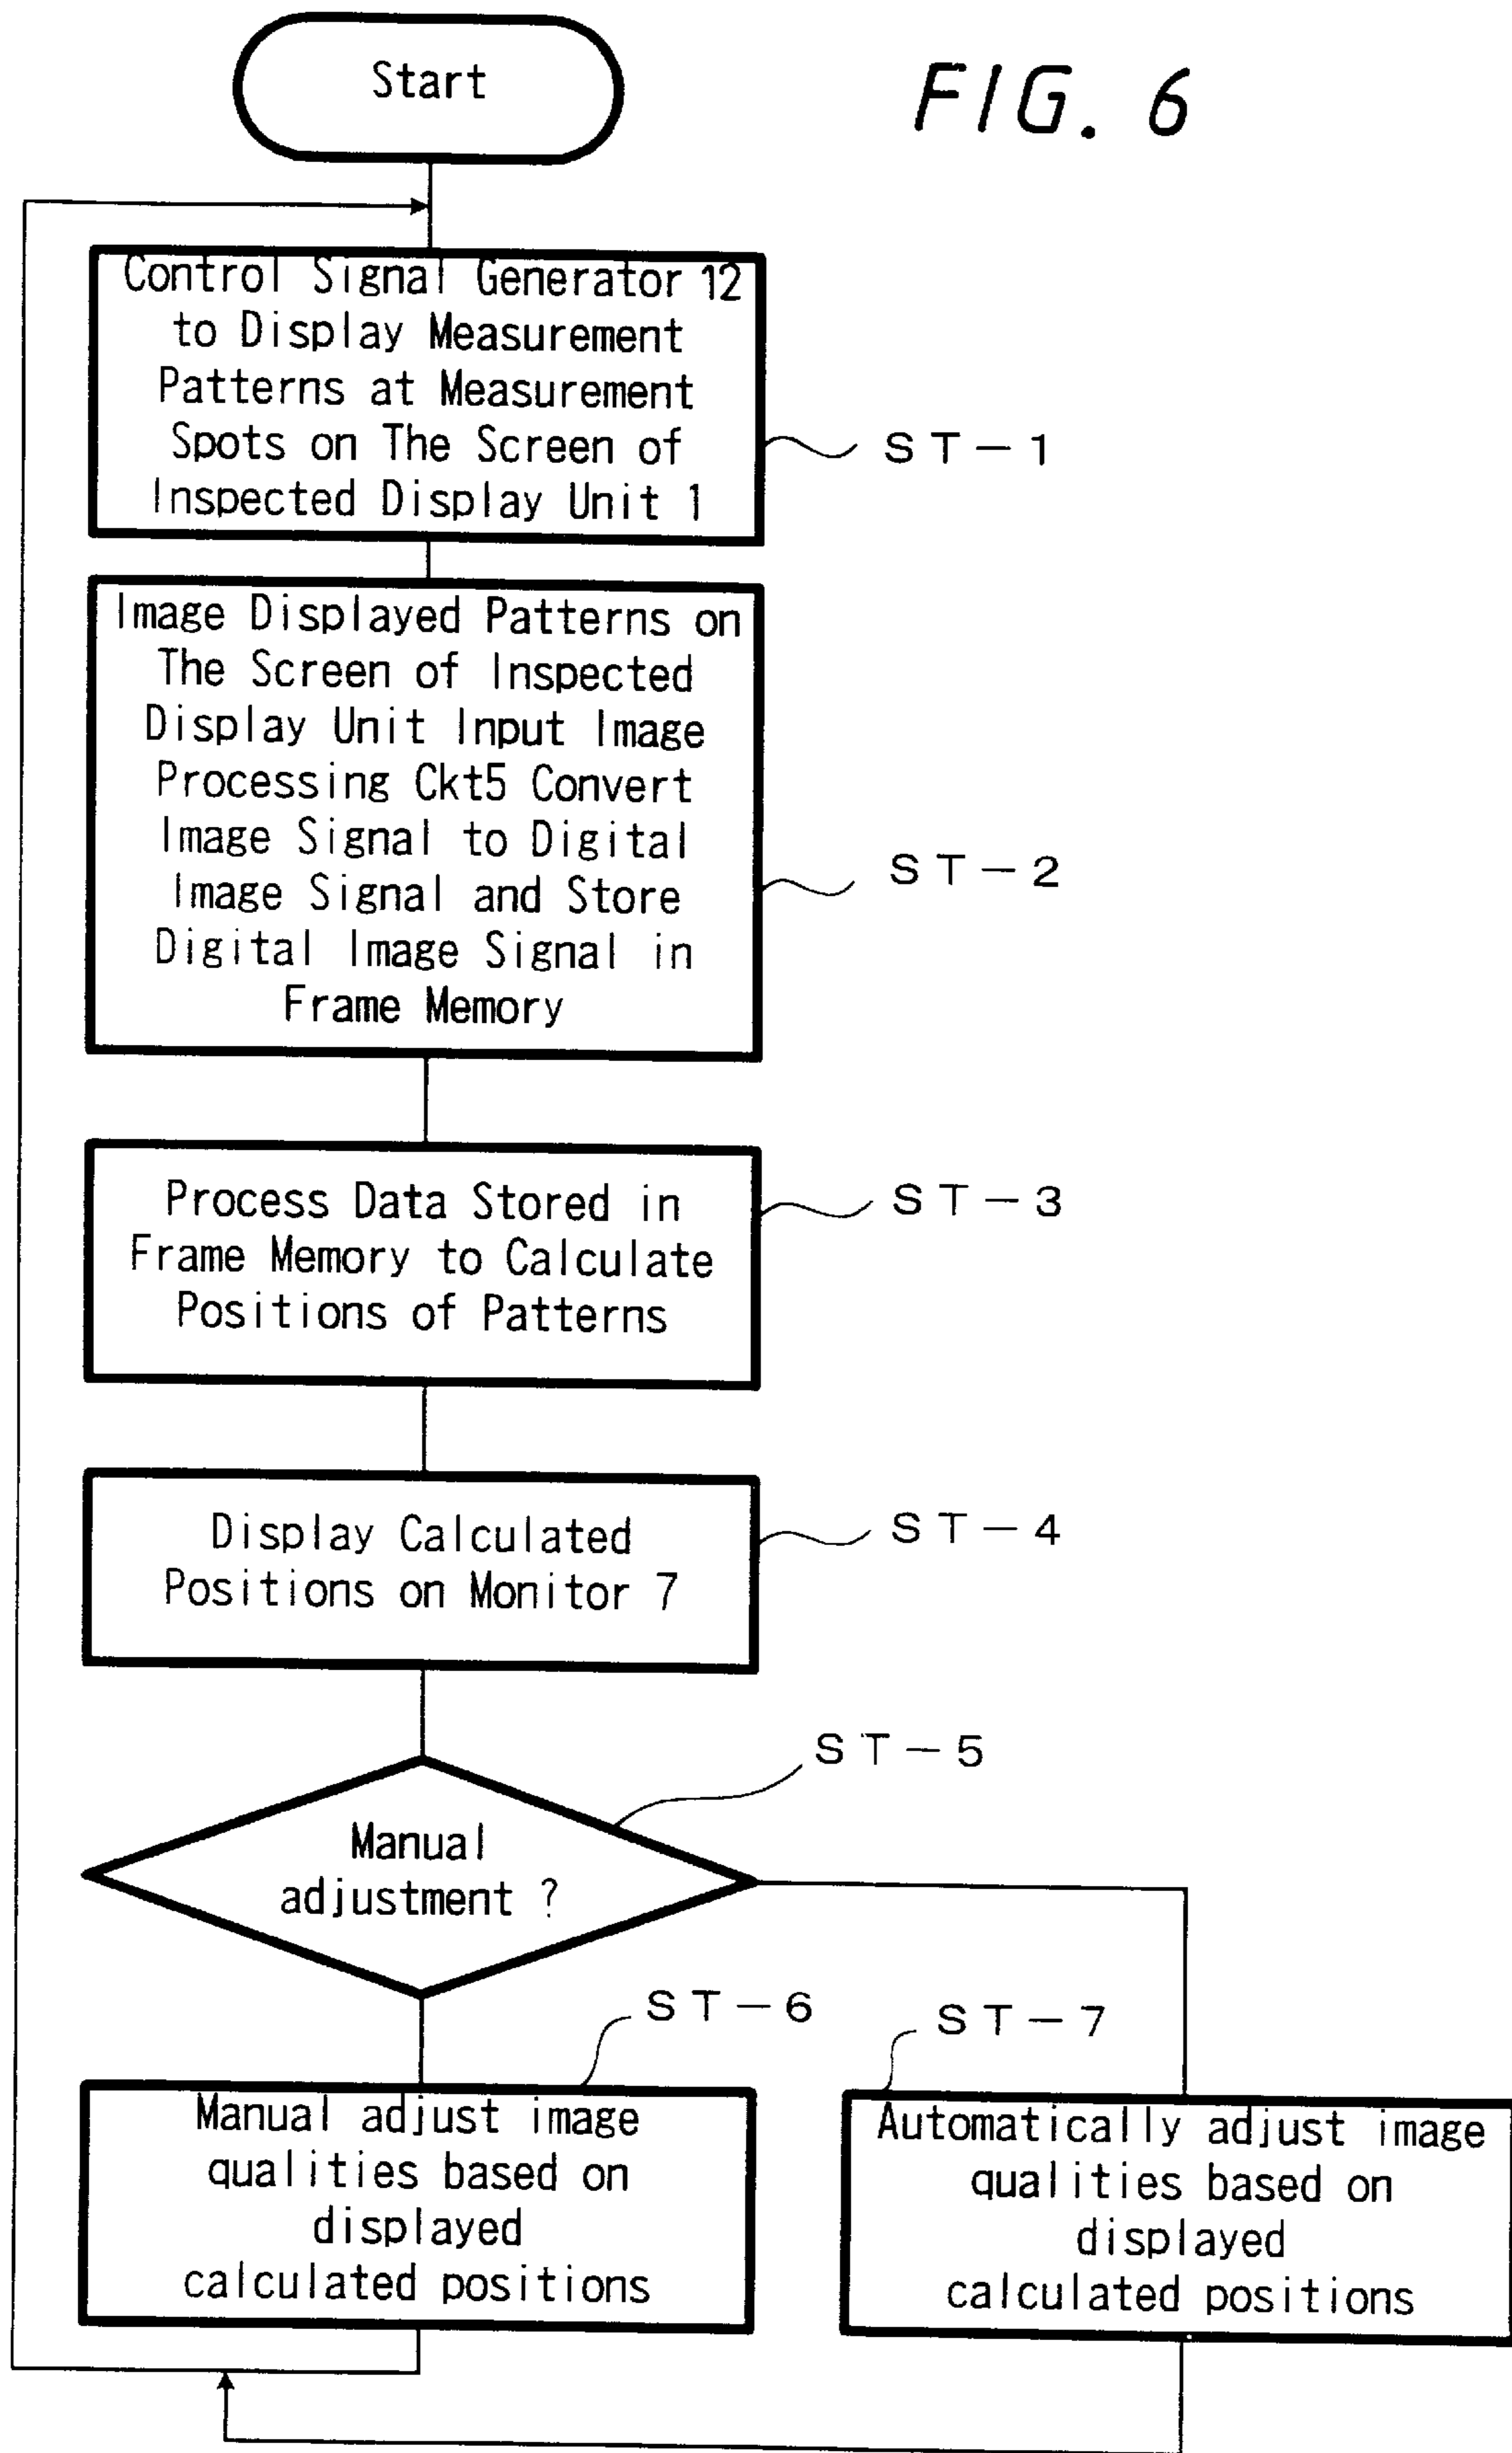 Start
FIG. 6
Control Signal Generator 12
to Display Measurement
Patterns at Measurement
Spots on The Screen of
Inspected Display Unit 1
ST-1
Image Displayed Patterns on
The Screen of Inspected
Display Unit Input Image
Processing Ckt5 Convert
Image Signal to Digital
Image Signal and Store
Digital Image Signal in
Frame Memory
ST-2
Process Data Stored in
Frame Memory to Calculate
Positions of Patterns
ST-3
Display Calculated
Positions on Monitor 7
ST-4
Manual
adjustment ?
ST-5
Manual adjust image
qualities based on
displayed
calculated positions
ST-6
Automatically adjust image
qualities based on
displayed
calculated positions
ST-7